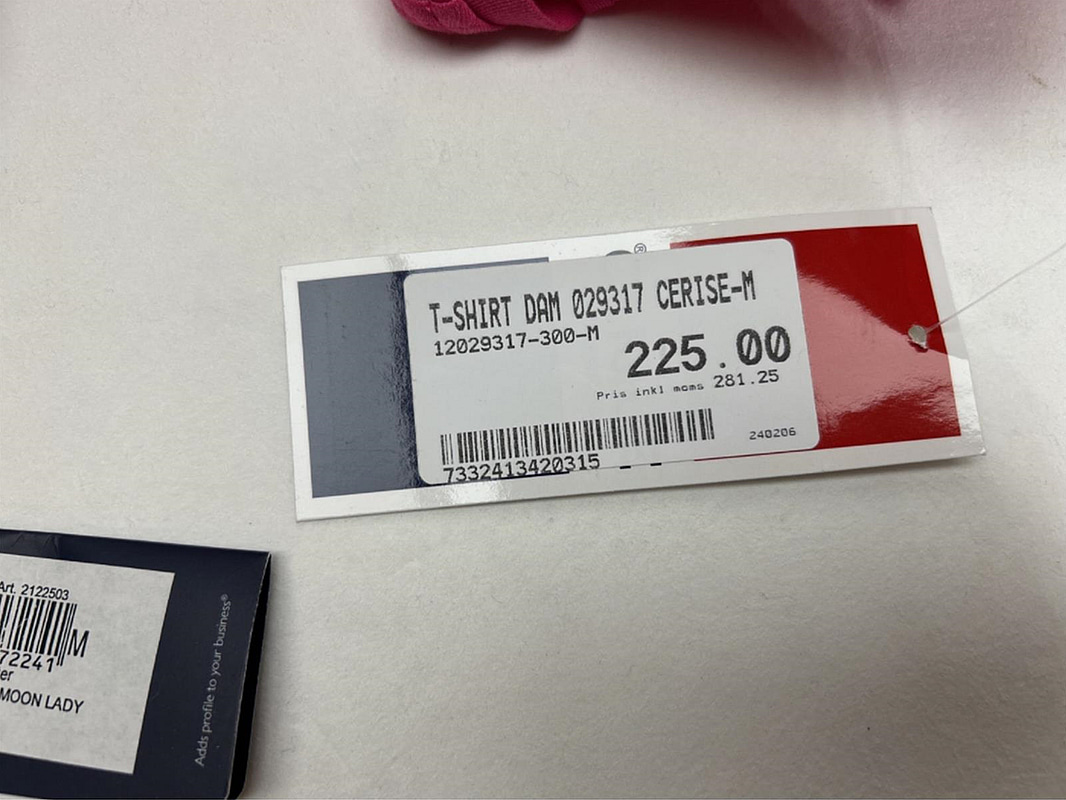 ®
T-SHIRT DAM 029317 CERISE-M
12029317-300-M
225.00
Pris inkl moms 281.25
240206
7332413420315
Art. 2122503
M
72241
er
MOON LADY
Adds profile to your business®